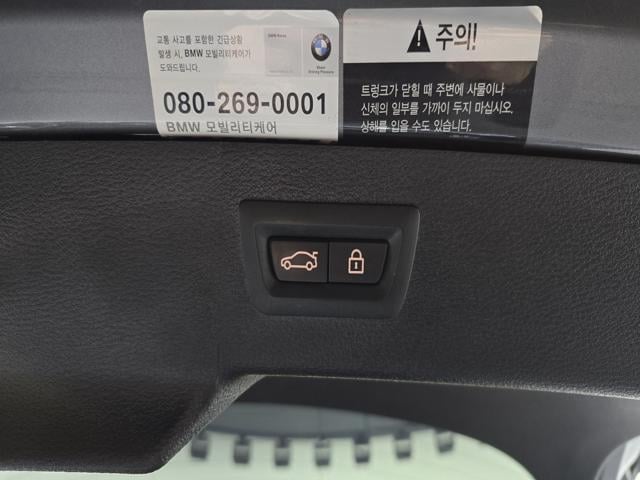 교통 사고를 포함한 긴급상황
발생 시, BMW 모빌리티케어가
도와드립니다.
080-269-0001
BMW 모빌리티케어
Sheer
Driving Pleasure
주의!
트렁크가 닫힐 때 주변에 사물이나
신체의 일부를 가까이 두지 마십시오.
상해를 입을 수도 있습니다.